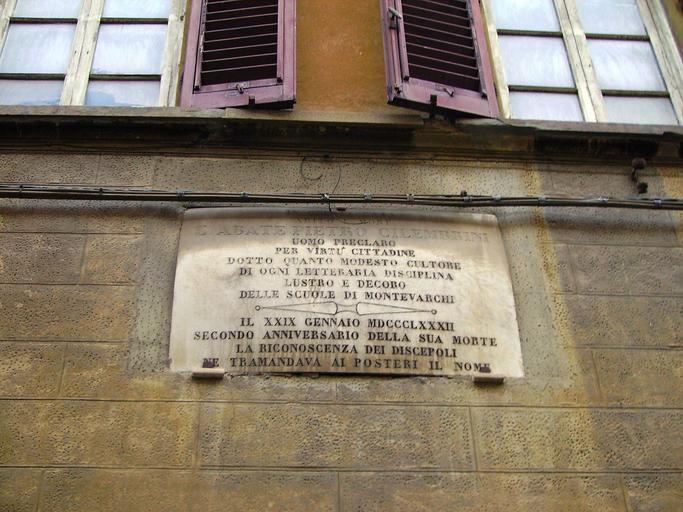 L'ABATE PIETRO CILEMBRINI
UOMO PRECLARO
PER VIRTÙ CITTADINE
DOTTO QUANTO MODESTO CULTORE
DI OGNI LETTERARIA DISCIPLINA
LUSTRO E DECORO
DELLE SCUOLE DI MONTEVARCHI
IL XXIX GENNAIO MDCCCLXXXII
SECONDO ANNIVERSARIO DELLA SUA MORTE
LA RICONOSCENZA DEI DISCEPOLI
NE TRAMANDAVA AI POSTERI IL NOME